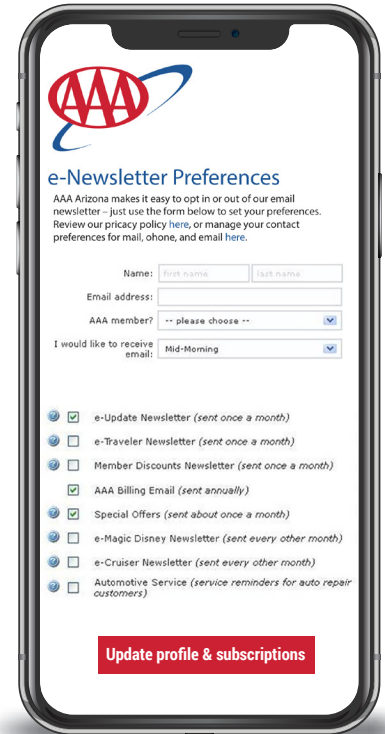 AAA
e-Newsletter Preferences
AAA Arizona makes it easy to opt in or out of our email
newsletter – just use the form below to set your preferences.
Review our privacy policy here, or manage your contact
preferences for mail, ohone, and email here.
Name: first name last name
Email address:
AAA member? -- please choose --
I would like to receive
email: Mid-Morning
e-Update Newsletter (sent once a month)
e-Traveler Newsletter (sent once a month)
Member Discounts Newsletter (sent once a month)
AAA Billing Email (sent annually)
Special Offers (sent about once a month)
e-Magic Disney Newsletter (sent every other month)
e-Cruiser Newsletter (sent every other month)
Automotive Service (service reminders for auto repair
customers)
Update profile & subscriptions